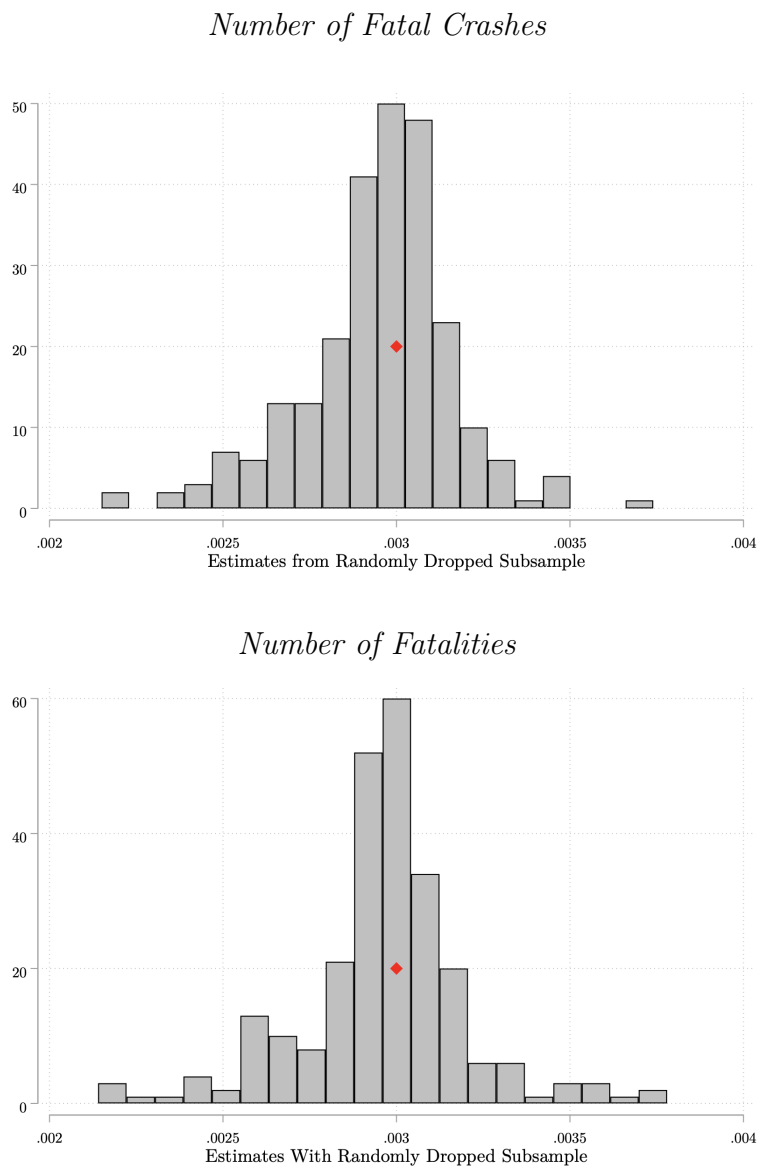 Number of Fatal Crashes
50
40
30
20
10
0
.002 .0025 .003 .0035 .004
Estimates from Randomly Dropped Subsample
Number of Fatalities
60
40
20
0
.002 .0025 .003 .0035 .004
Estimates With Randomly Dropped Subsample